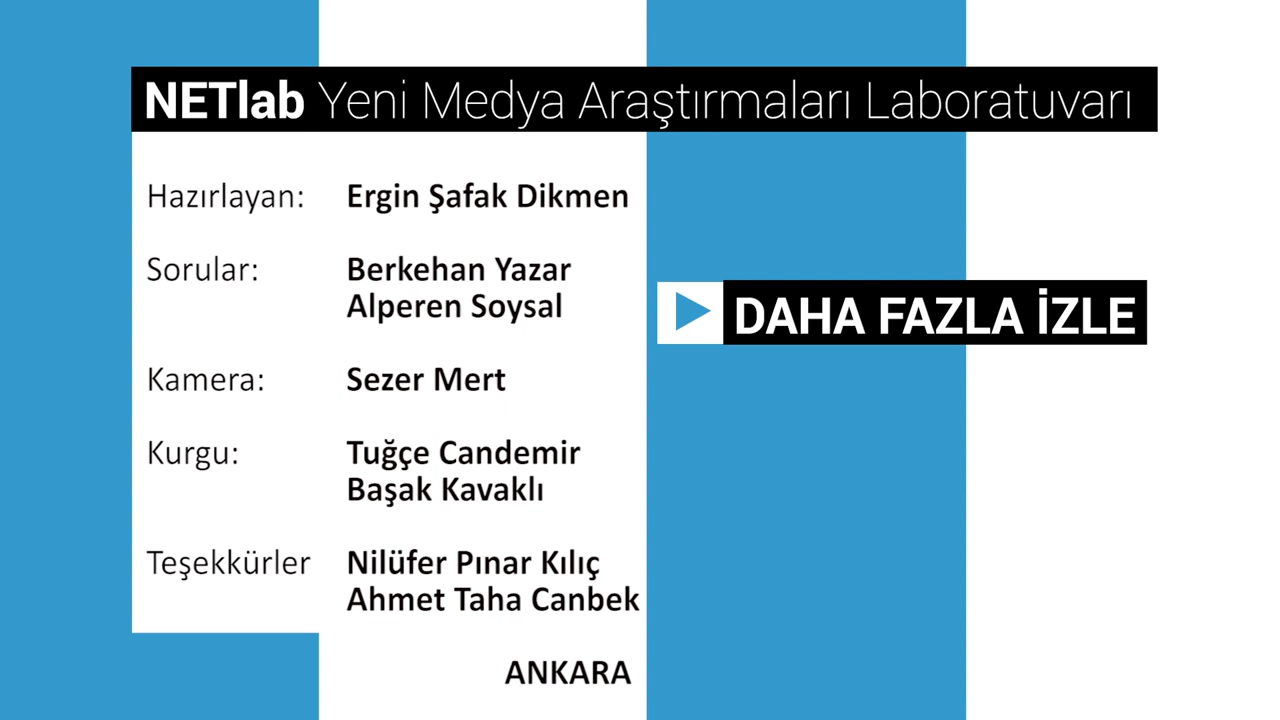 NETlab Yeni Medya Araştırmaları Laboratuvarı
Hazırlayan: Ergin Şafak Dikmen
Sorular: Berkehan Yazar
Alperen Soysal
DAHA FAZLA İZLE
Kamera: Sezer Mert
Kurgu: Tuğçe Candemir
Başak Kavaklı
Teşekkürler Nilüfer Pınar Kılıç
Ahmet Taha Canbek
ANKARA